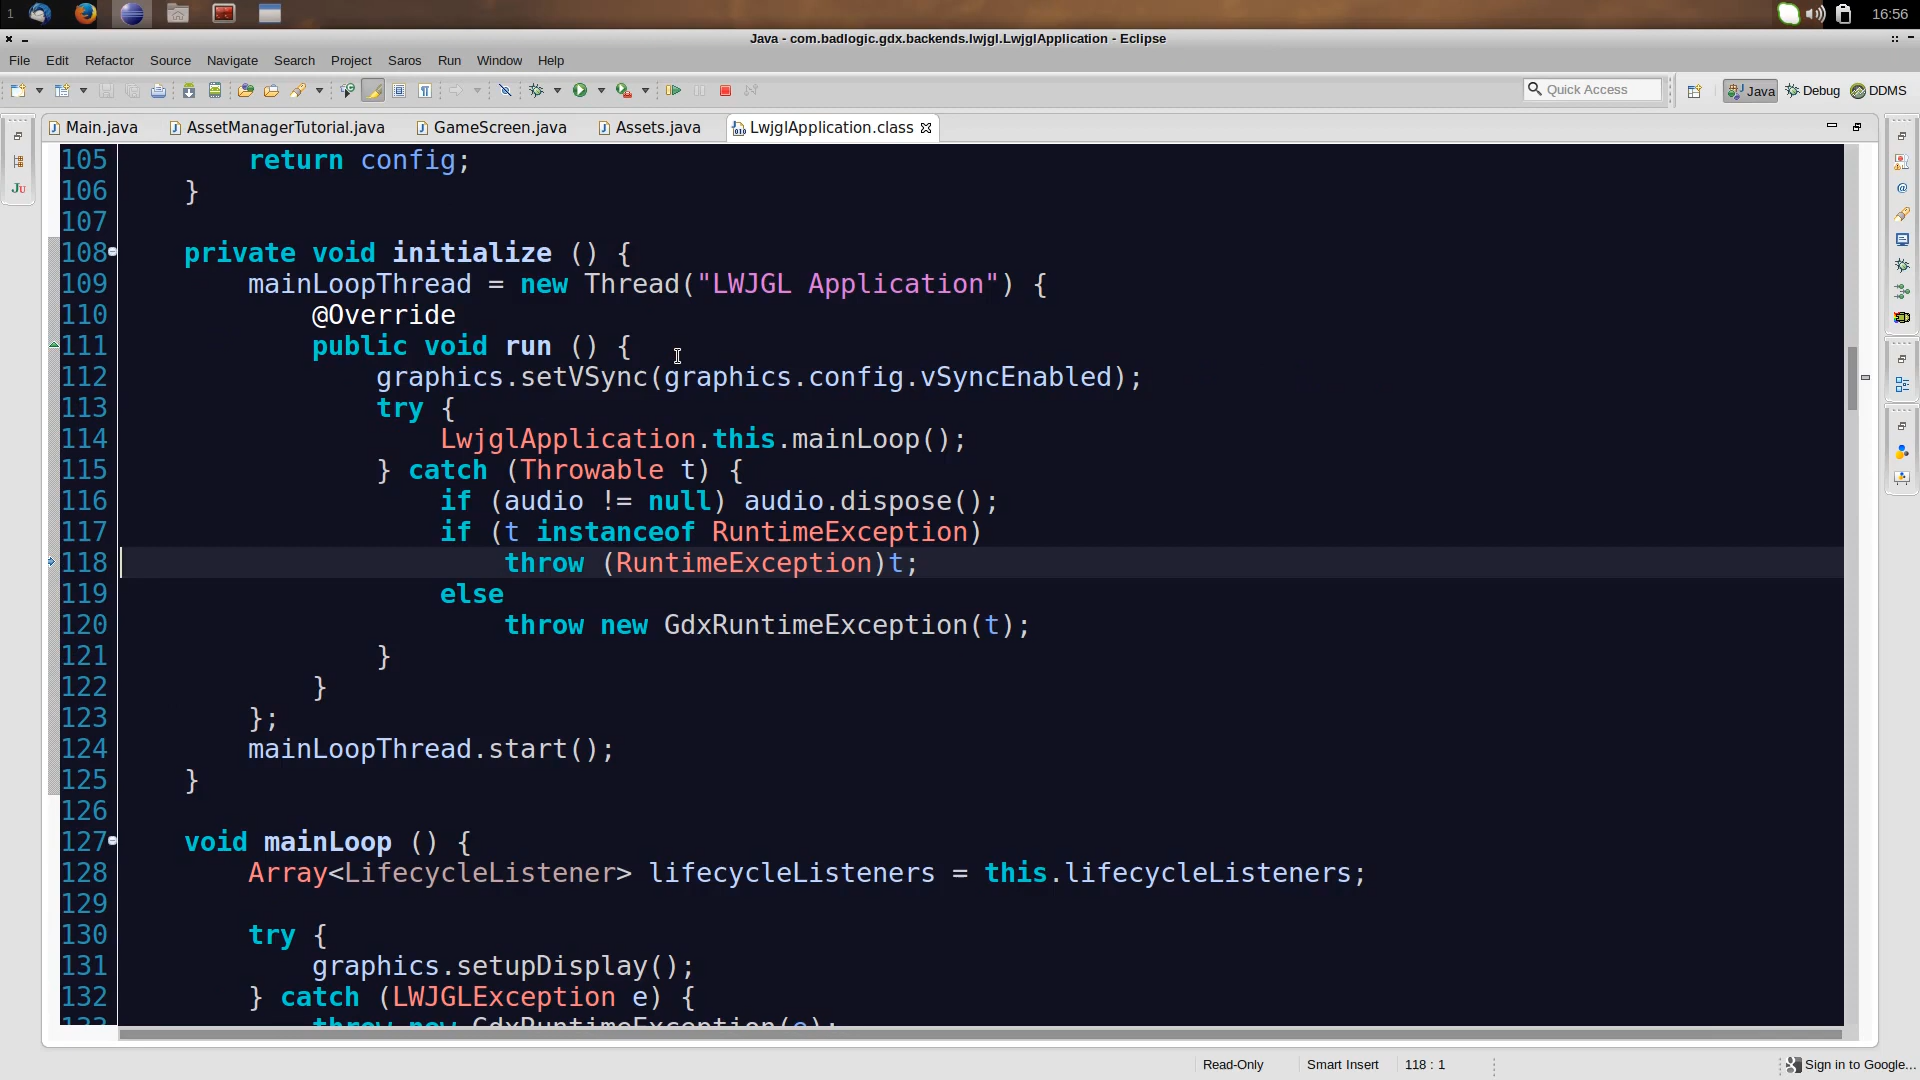 1
16:56
Java - com.badlogic.gdx.backends.lwjgl.LwjglApplication - Eclipse
File Edit Refactor Source Navigate Search Project Saros Run Window Help
Quick Access Java Debug DDMS
Main.java AssetManagerTutorial.java GameScreen.java Assets.java LwjglApplication.class
105 return config;
106 }
107
108 private void initialize () {
109 mainLoopThread = new Thread("LWJGL Application") {
110 @Override
111 public void run () {
112 graphics.setVSync(graphics.config.vSyncEnabled);
113 try {
114 LwjglApplication.this.mainLoop();
115 } catch (Throwable t) {
116 if (audio != null) audio.dispose();
117 if (t instanceof RuntimeException)
118 throw (RuntimeException)t;
119 else
120 throw new GdxRuntimeException(t);
121 }
122 }
123 };
124 mainLoopThread.start();
125 }
126
127 void mainLoop () {
128 Array<LifecycleListener> lifecycleListeners = this.lifecycleListeners;
129
130 try {
131 graphics.setupDisplay();
132 } catch (LWJGLException e) {
133 throw new GdxRuntimeException(e);
Read-Only Smart Insert 118 : 1 Sign in to Google...